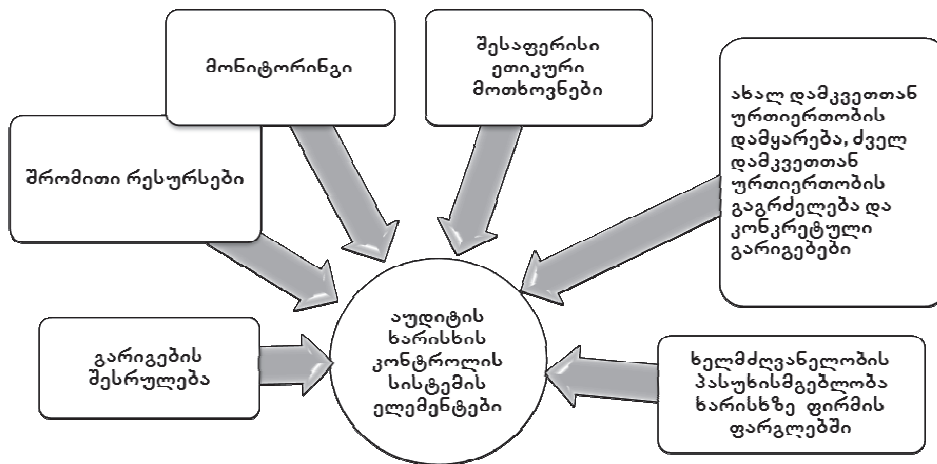 მონიტორინგი
შესაფერისი
ეთიკური
მოთხოვნები
ახალ დამკვეთთან
ურთიერთობის
დამყარება, ძველ
დამკვეთთან
ურთიერთობის
გაგრძელება და
კონკრეტული
გარიგებები
შრომითი რესურსები
გარიგების
შესრულება
აუდიტის
ხარისხის
კონტროლის
სისტემის
ელემენტები
ხელმძღვანელობის
პასუხისმგებლობა
ხარისხზე ფირმის
ფარგლებში